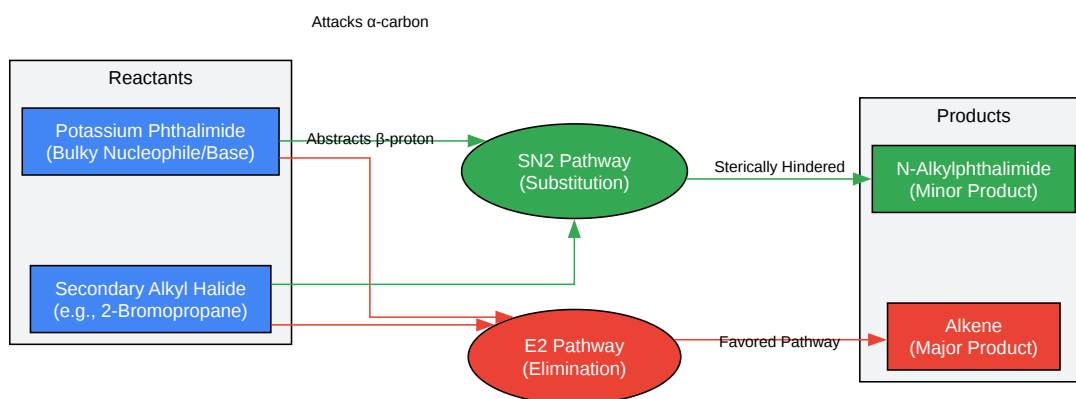 Attacks α-carbon
Reactants
Potassium Phthalimide
(Bulky Nucleophile/Base)
Abstracts β-proton
Secondary Alkyl Halide
(e.g., 2-Bromopropane)
SN2 Pathway
(Substitution)
E2 Pathway
(Elimination)
Sterically Hindered
Favored Pathway
Products
N-Alkylphthalimide
(Minor Product)
Alkene
(Major Product)